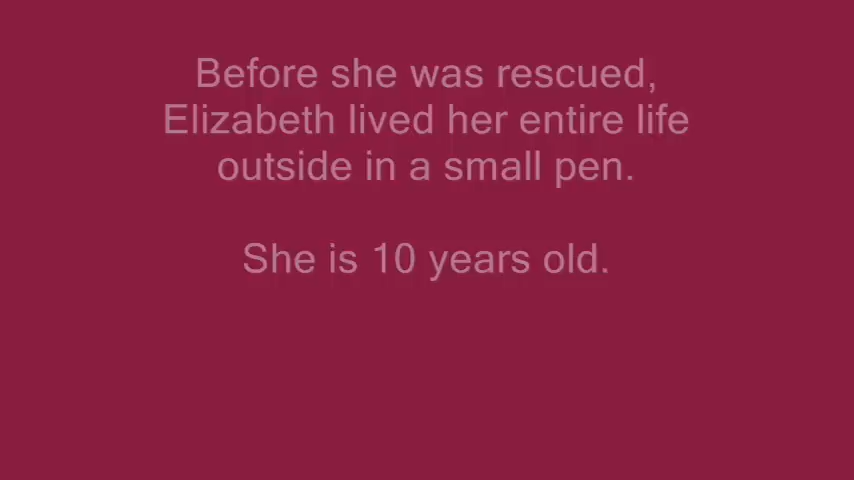 Before she was rescued,
Elizabeth lived her entire life
outside in a small pen.
She is 10 years old.